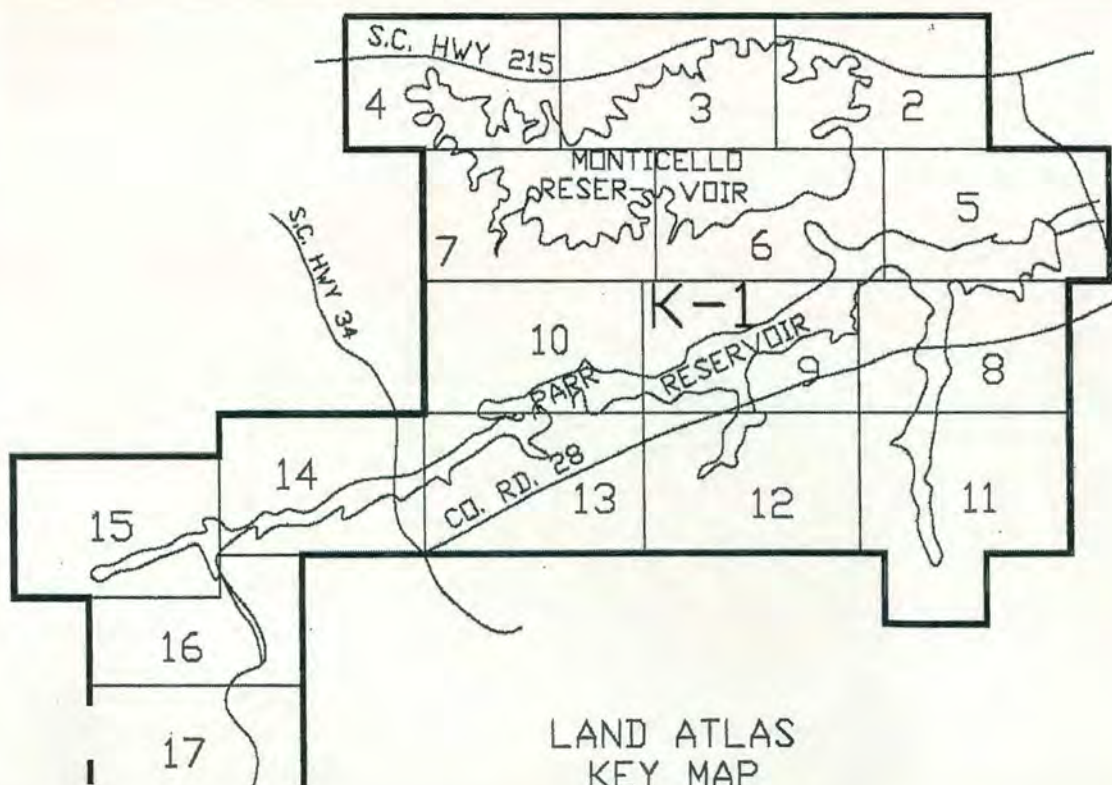 S.C. HWY 215
4
3
2
MONTICELLO
RESER- VOIR
5
7
6
S.C. HWY 34
K-1
10
PARR RESERVOIR
9
8
14
CO. RD. 28
13
12
11
15
16
17
LAND ATLAS
KEY MAP